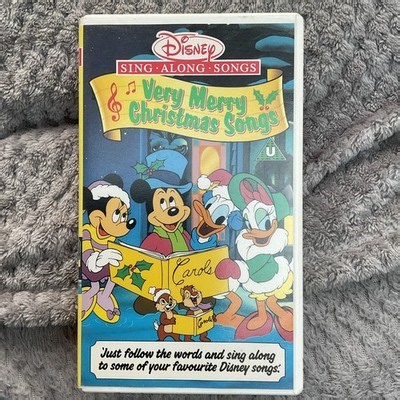 Disney
SING·ALONG·SONGS
Very Merry
Christmas Songs
U
Carols
Carols
'Just follow the words and sing along
to some of your favourite Disney songs.'